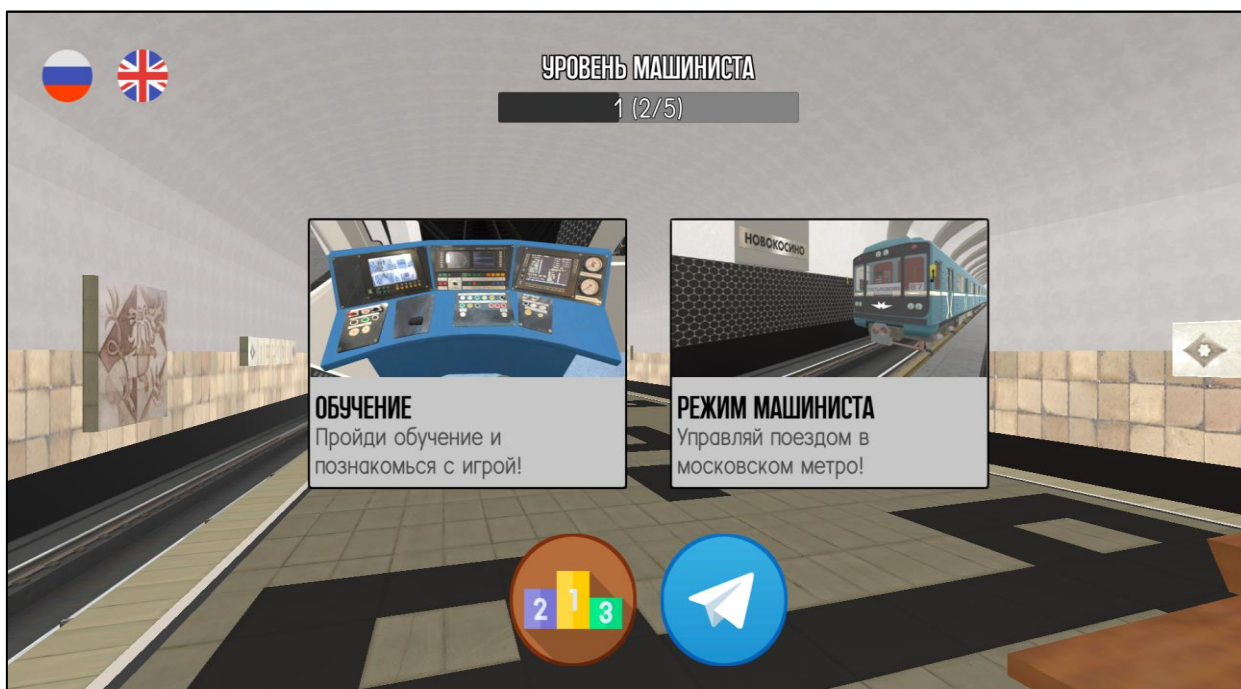 УРОВЕНЬ МАШИНИСТА
1 (2/5)
НОВОКОСИНО
ОБУЧЕНИЕ
Пройди обучение и
познакомься с игрой!
РЕЖИМ МАШИНИСТА
Управляй поездом в
московском метро!
2 1 3